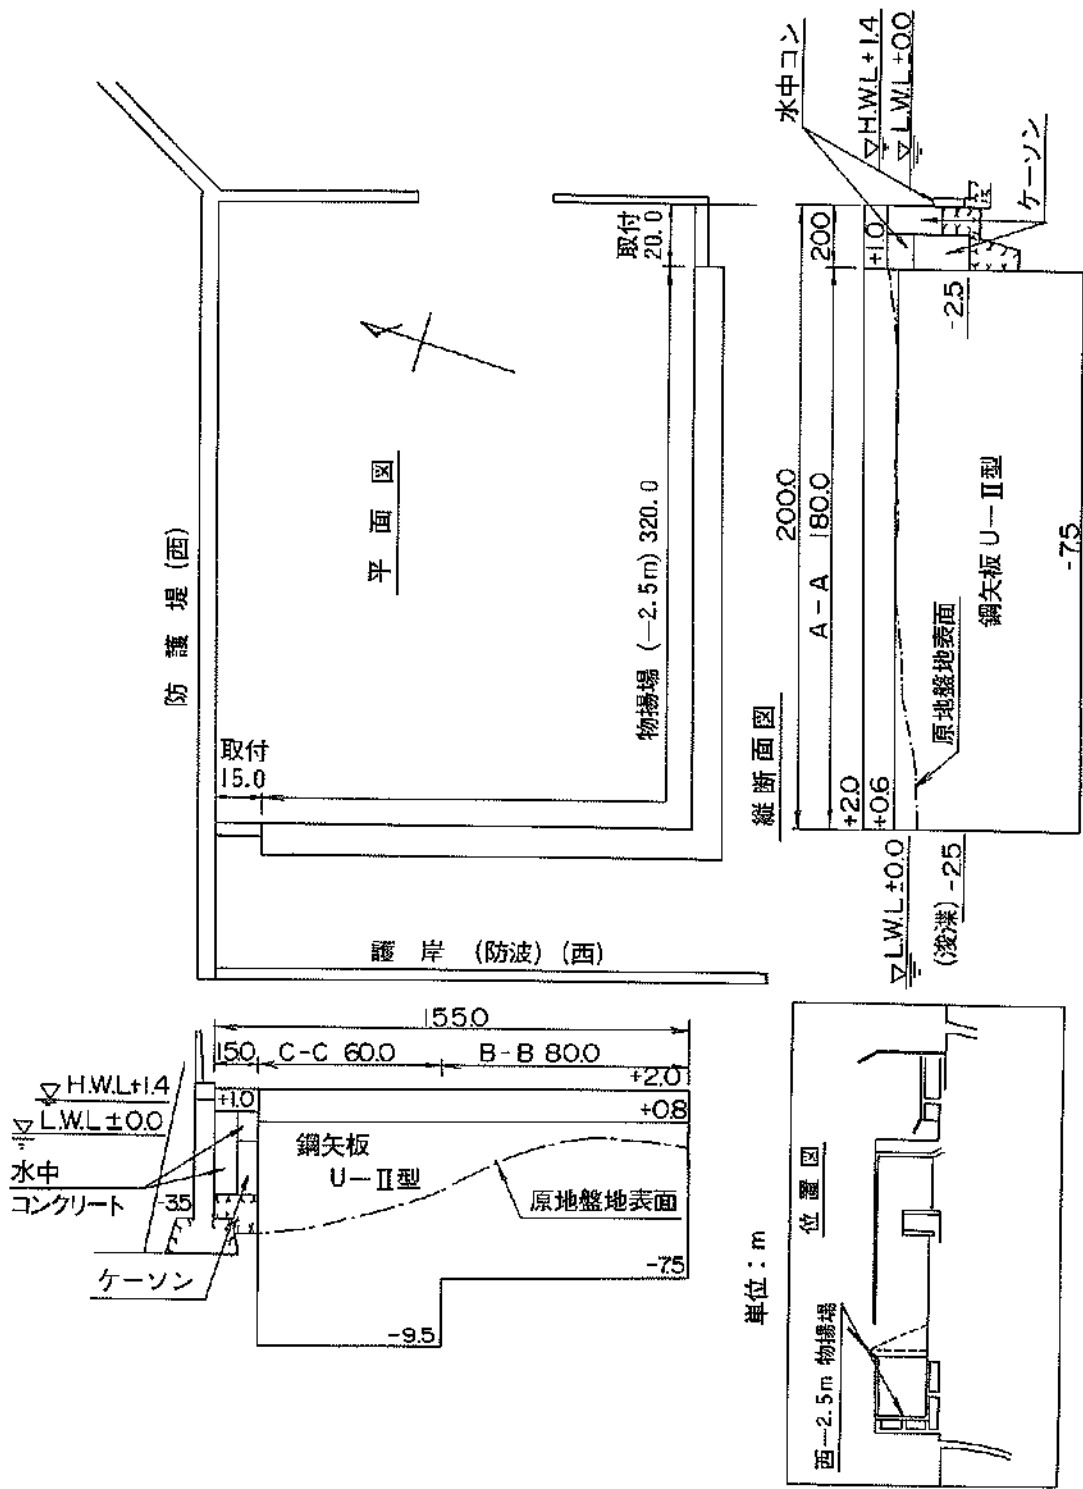 防護堤(西)
平面図
取付
15.0
取付
20.0
物揚場 (-2.5m) 320.0
護岸 (防波)(西)
縦断面図
200.0
A-A 180.0
200
+2.0
+0.6
+1.0
水中コン
▽H.W.L+1.4
▽L.W.L±0.0
ケーソン
-2.5
鋼矢板U-Ⅱ型
-7.5
原地盤地表面
▽L.W.L±0.0
(浚渫)-25
155.0
150
C-C 60.0
B-B 80.0
+2.0
+0.8
+1.0
▽H.W.L+1.4
▽L.W.L±0.0
水中
コンクリート
-35
ケーソン
鋼矢板
U-Ⅱ型
原地盤地表面
-7.5
-9.5
単位:m
位置図
西-2.5m 物揚場